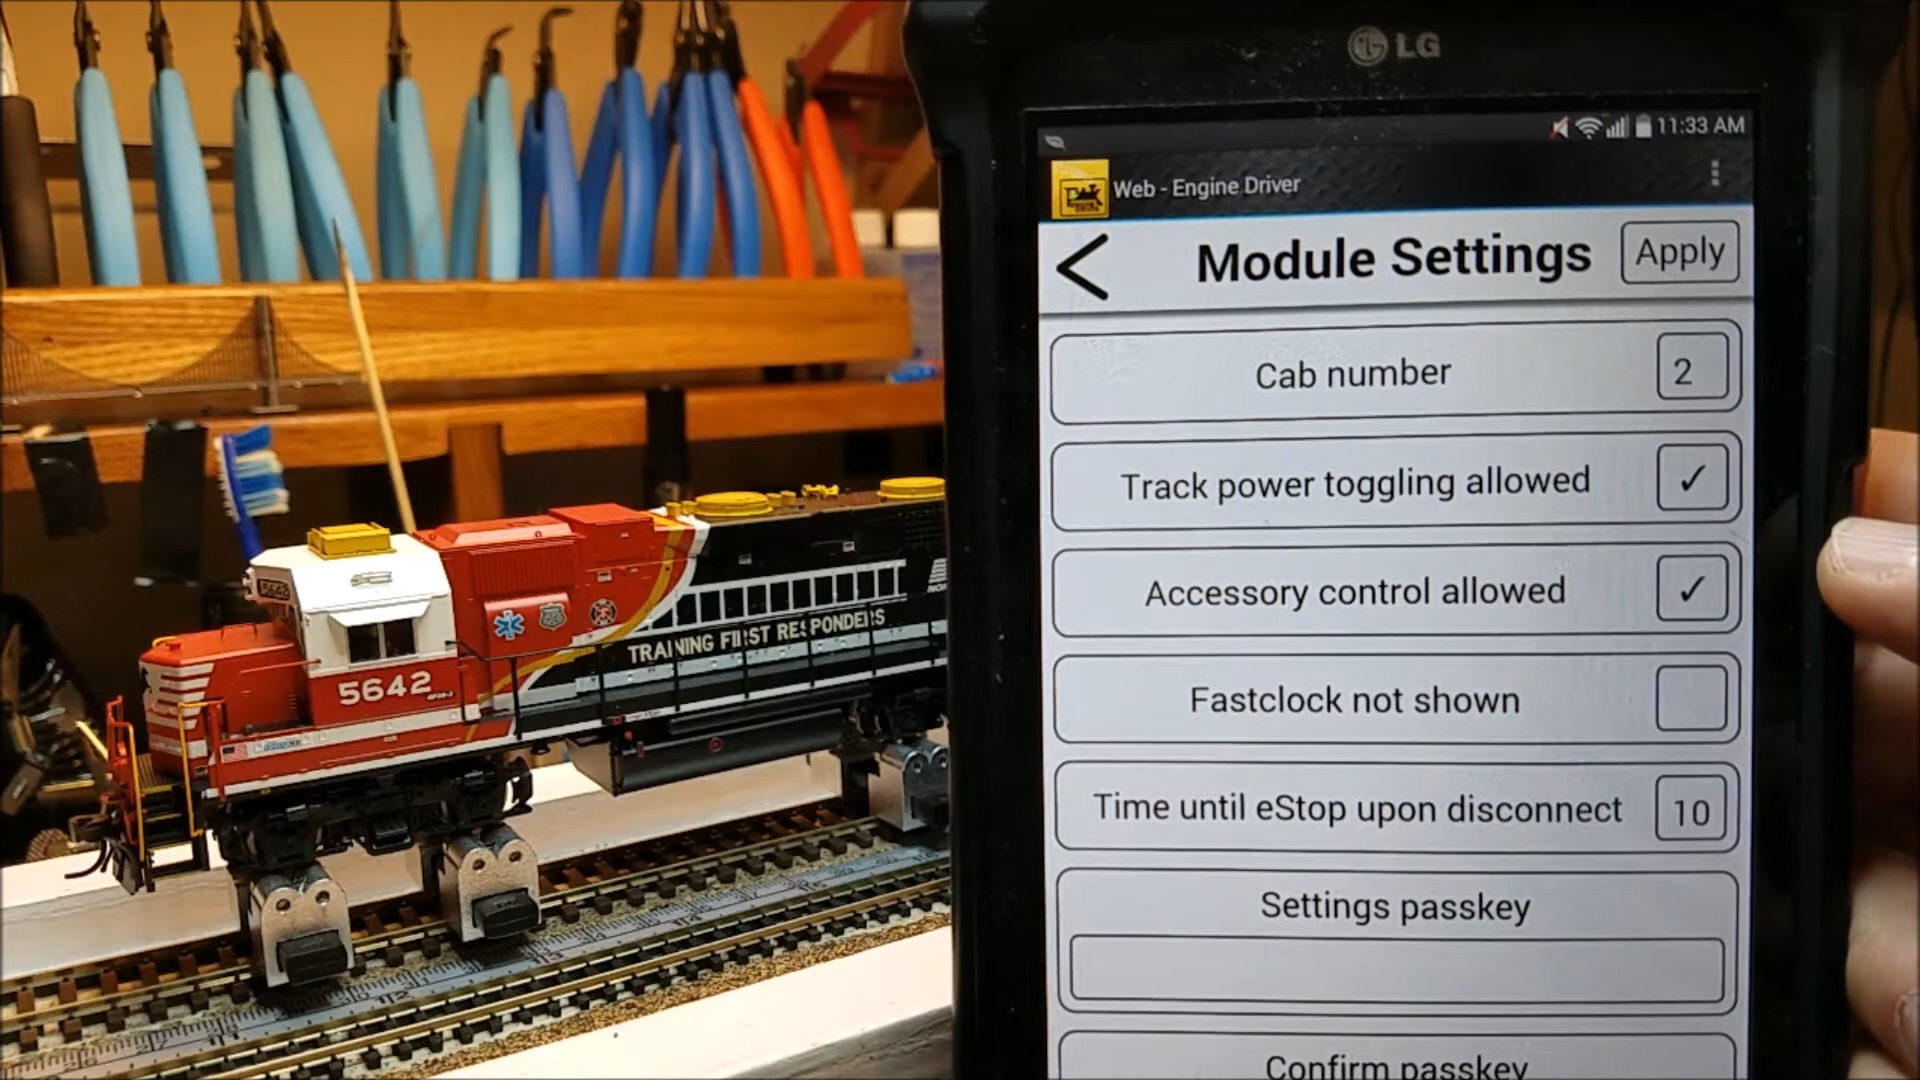 LG
11:33 AM
Web - Engine Driver
Module Settings
Apply
Cab number
2
Track power toggling allowed
✓
Accessory control allowed
✓
Fastclock not shown
Time until eStop upon disconnect
10
Settings passkey
Confirm passkey
5642
TRAINING FIRST RESPONDERS
5642